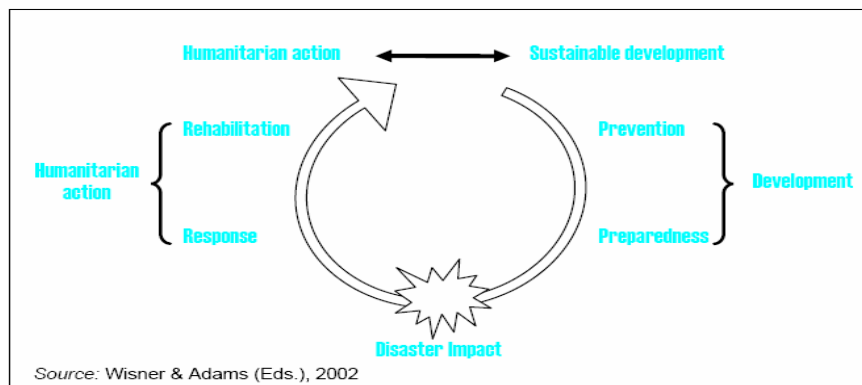 Humanitarian action
Sustainable development
Rehabilitation
Prevention
Humanitarian
action
Development
Response
Preparedness
Disaster Impact
Source: Wisner & Adams (Eds.), 2002